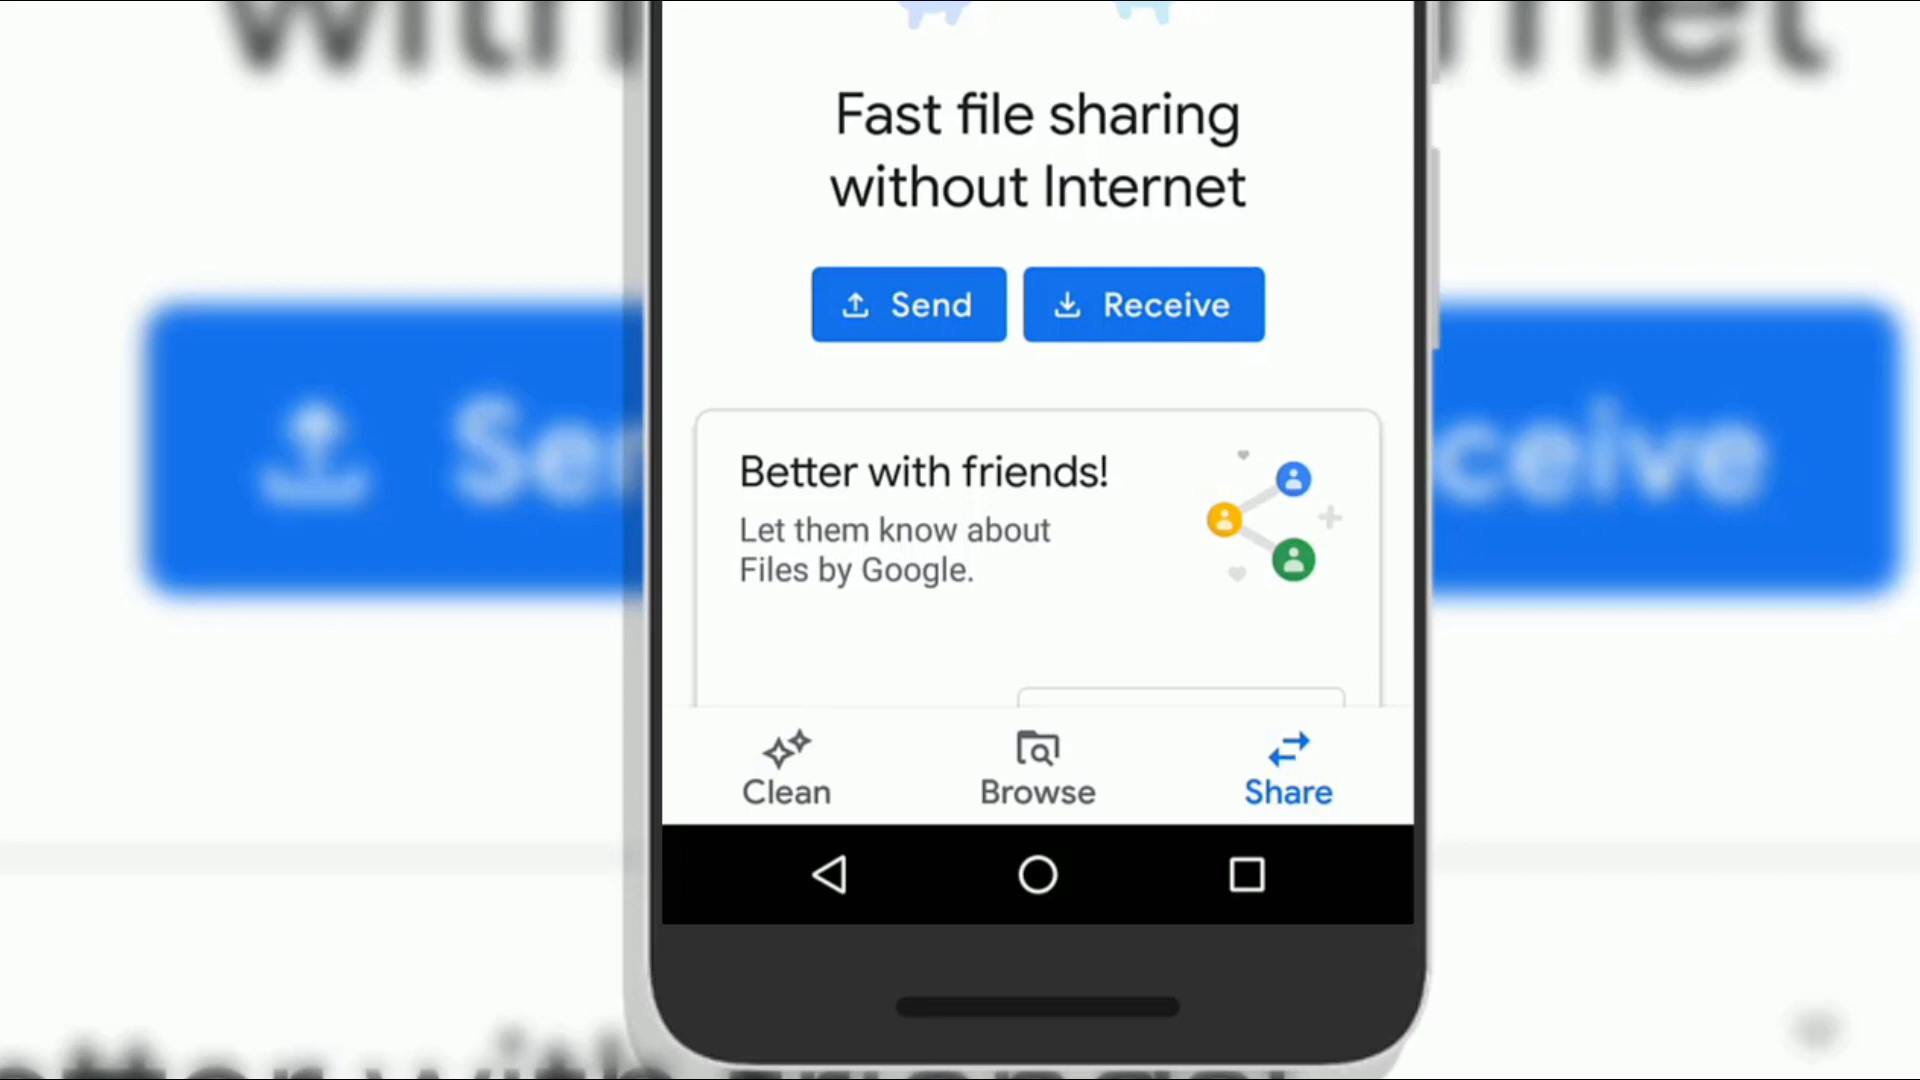 Fast file sharing
without Internet
Send
Receive
Better with friends!
Let them know about
Files by Google.
Clean
Browse
Share